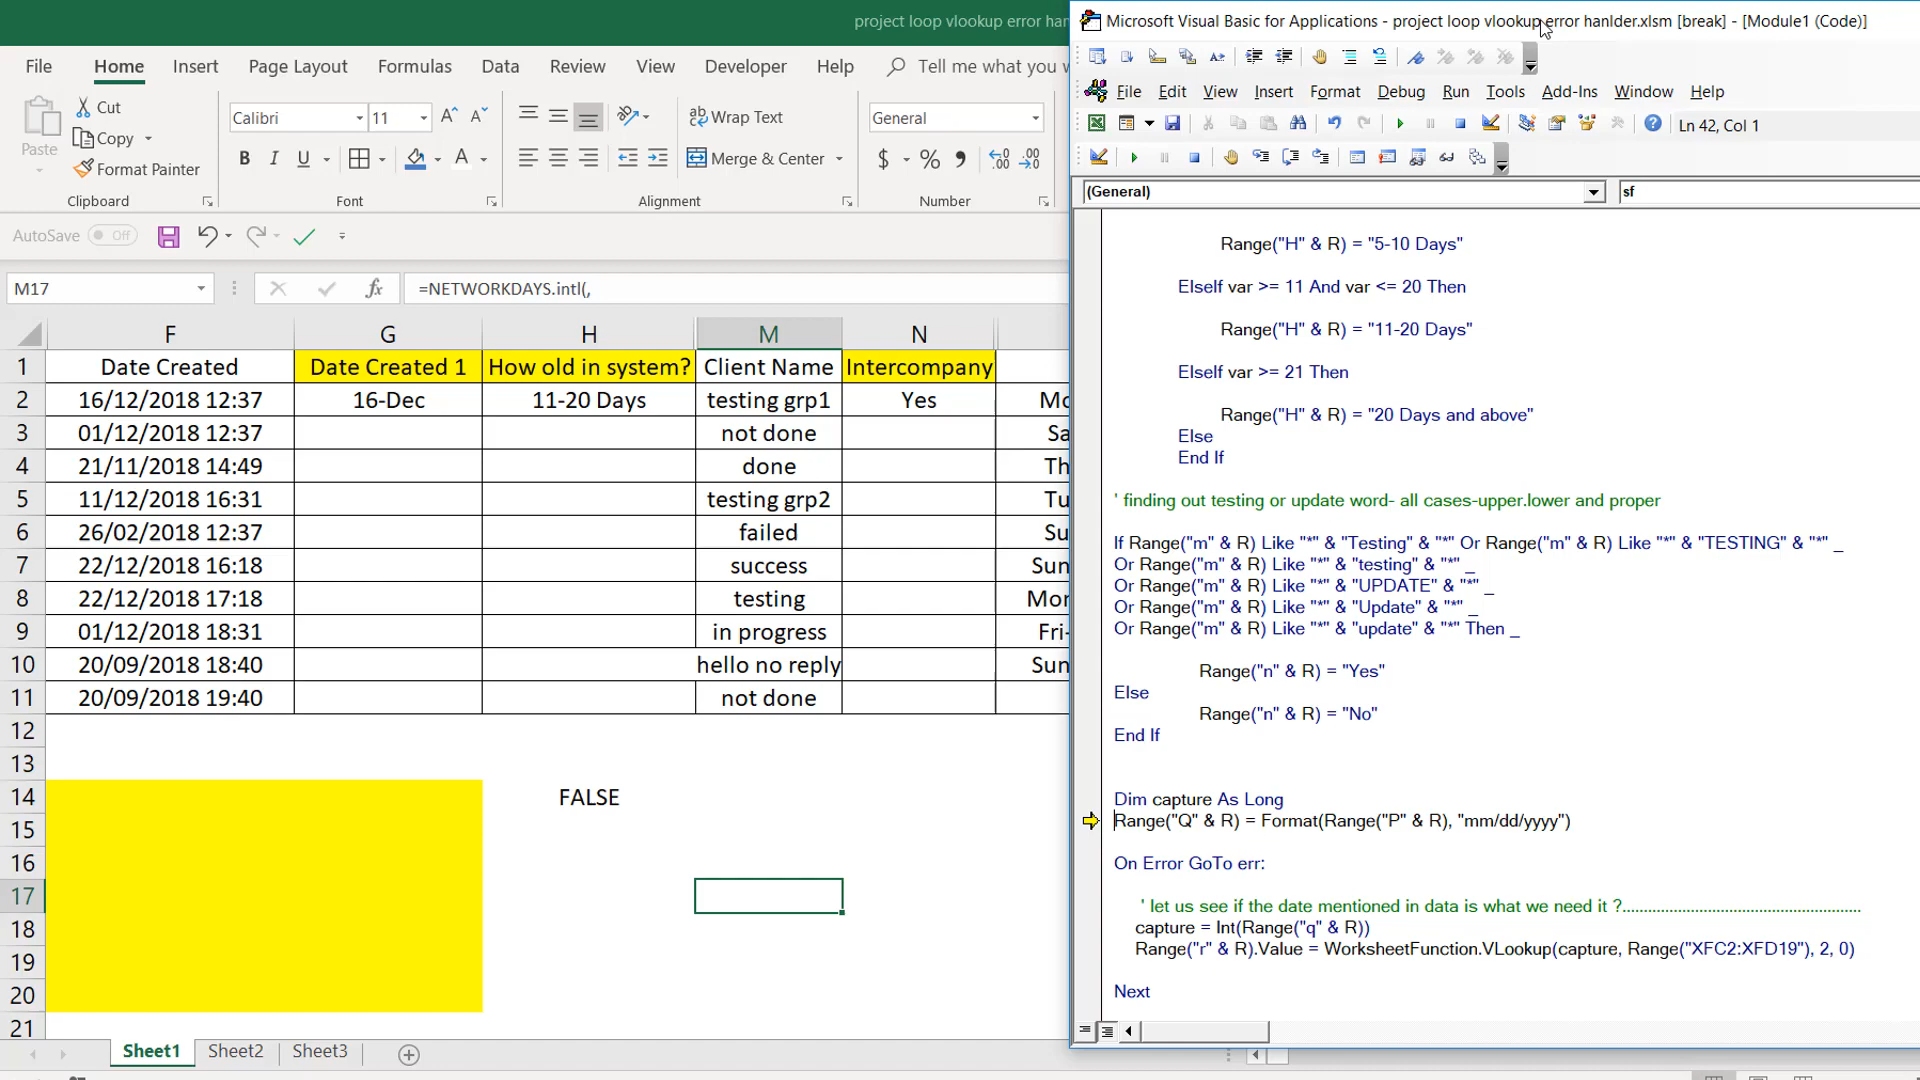 project loop vlookup error han
File Home Insert Page Layout Formulas Data Review View Developer Help Tell me what you w
Paste
Cut
Copy
Format Painter
Clipboard
Calibri 11
B I U
Font
Wrap Text
Merge & Center
Alignment
General
$ % ,
Number
AutoSave Off
M17 fx =NETWORKDAYS.intl(,
F G H M N
1 Date Created Date Created 1 How old in system? Client Name Intercompany
2 16/12/2018 12:37 16-Dec 11-20 Days testing grp1 Yes Mo
3 01/12/2018 12:37 not done Sa
4 21/11/2018 14:49 done Th
5 11/12/2018 16:31 testing grp2 Tu
6 26/02/2018 12:37 failed Su
7 22/12/2018 16:18 success Sun
8 22/12/2018 17:18 testing Mor
9 01/12/2018 18:31 in progress Fri-
10 20/09/2018 18:40 hello no reply Sun
11 20/09/2018 19:40 not done
12
13
14 FALSE
15
16
17
18
19
20
21
Sheet1 Sheet2 Sheet3
Microsoft Visual Basic for Applications - project loop vlookup error hanlder.xlsm [break] - [Module1 (Code)]
File Edit View Insert Format Debug Run Tools Add-Ins Window Help
Ln 42, Col 1
(General) sf
Range("H" & R) = "5-10 Days"
ElseIf var >= 11 And var <= 20 Then
Range("H" & R) = "11-20 Days"
ElseIf var >= 21 Then
Range("H" & R) = "20 Days and above"
Else
End If
' finding out testing or update word- all cases-upper.lower and proper
If Range("m" & R) Like "*" & "Testing" & "*" Or Range("m" & R) Like "*" & "TESTING" & "*" _
Or Range("m" & R) Like "*" & "testing" & "*" _
Or Range("m" & R) Like "*" & "UPDATE" & "*" _
Or Range("m" & R) Like "*" & "Update" & "*" _
Or Range("m" & R) Like "*" & "update" & "*" Then _
Range("n" & R) = "Yes"
Else
Range("n" & R) = "No"
End If
Dim capture As Long
Range("Q" & R) = Format(Range("P" & R), "mm/dd/yyyy")
On Error GoTo err:
' let us see if the date mentioned in data is what we need it ?.......................................................
capture = Int(Range("q" & R))
Range("r" & R).Value = WorksheetFunction.VLookup(capture, Range("XFC2:XFD19"), 2, 0)
Next